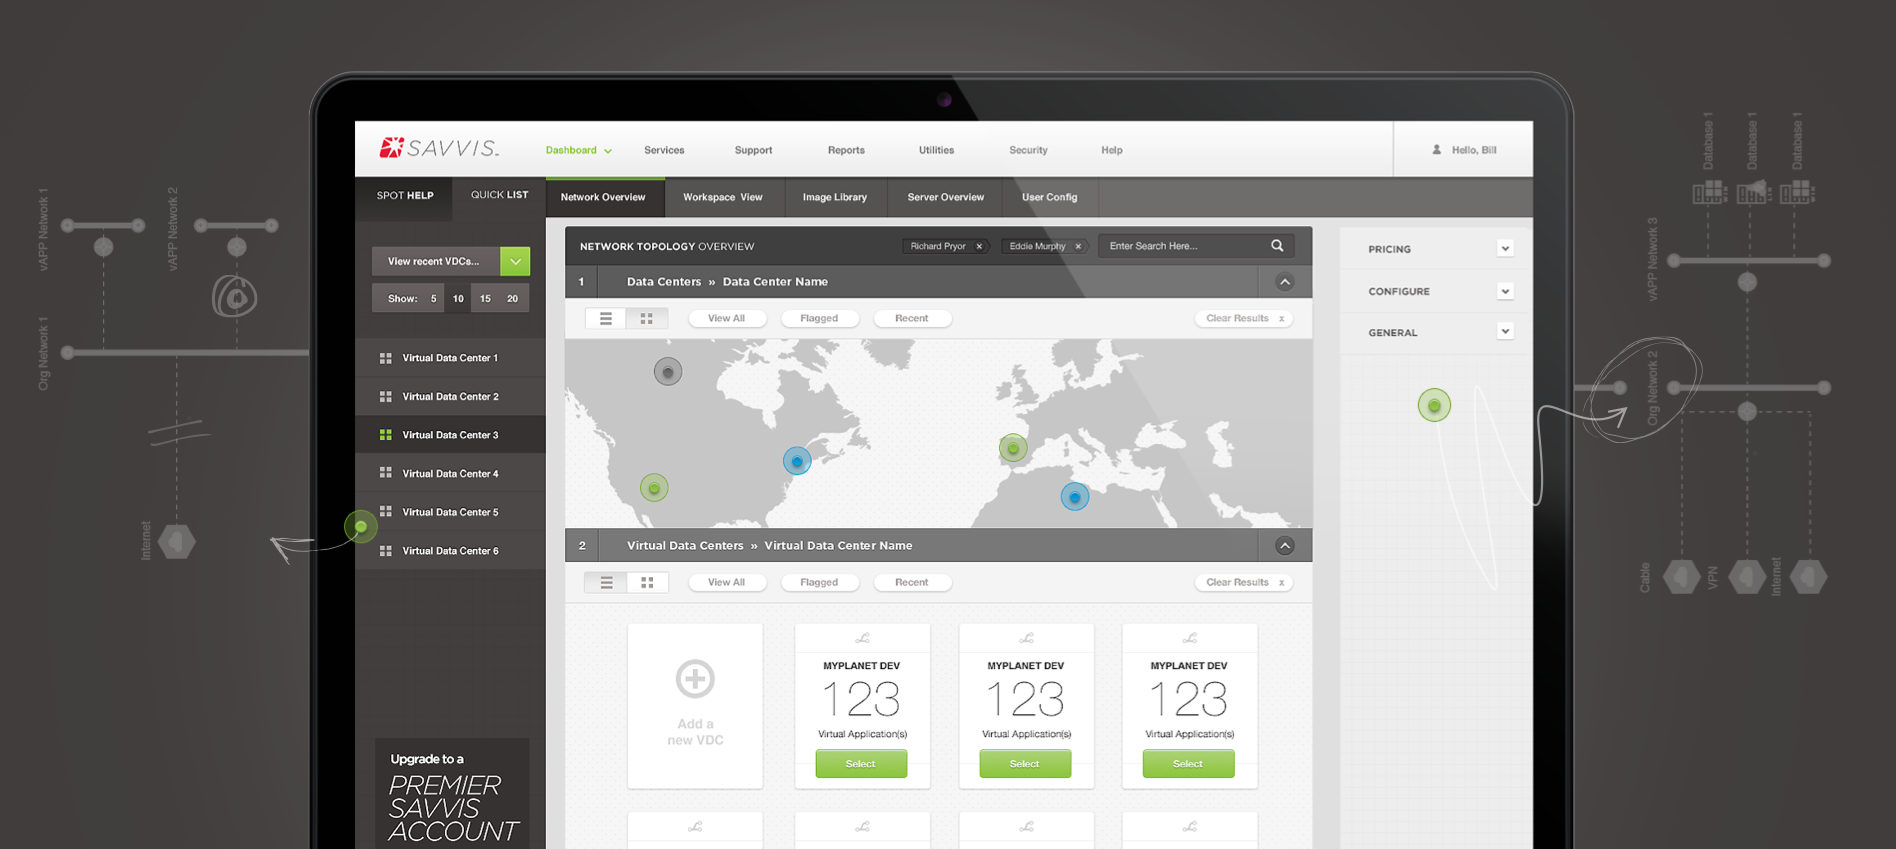 SAVVIS.
Dashboard
Services
Support
Reports
Utilities
Security
Help
Hello, Bill
SPOT HELP
QUICK LIST
Network Overview
Workspace View
Image Library
Server Overview
User Config
View recent VDCs...
Show: 5 10 15 20
Virtual Data Center 1
Virtual Data Center 2
Virtual Data Center 3
Virtual Data Center 4
Virtual Data Center 5
Virtual Data Center 6
Upgrade to a
PREMIER
SAVVIS
ACCOUNT
NETWORK TOPOLOGY OVERVIEW
Richard Pryor x
Eddie Murphy x
Enter Search Here...
1 Data Centers » Data Center Name
View All
Flagged
Recent
Clear Results x
2 Virtual Data Centers » Virtual Data Center Name
View All
Flagged
Recent
Clear Results x
Add a
new VDC
MYPLANET DEV
123
Virtual Application(s)
Select
MYPLANET DEV
123
Virtual Application(s)
Select
MYPLANET DEV
123
Virtual Application(s)
Select
PRICING
CONFIGURE
GENERAL
vAPP Network 1
vAPP Network 2
Org Network 1
Internet
Database 1
Database 1
Database 1
vAPP Network 3
Org Network 2
Cable
VPN
Internet